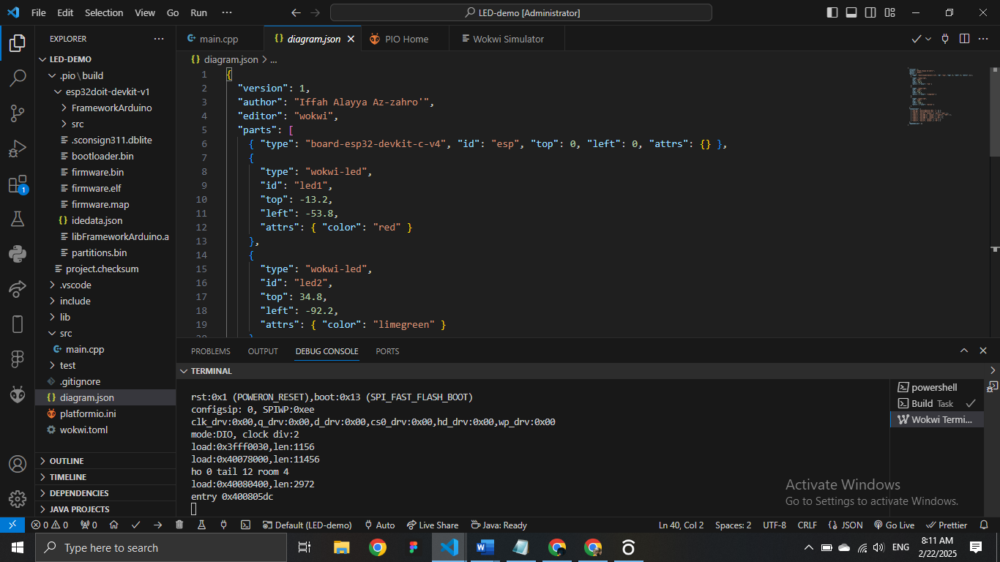 File Edit Selection View Go Run ···
LED-demo [Administrator]
EXPLORER ···
LED-DEMO
.pio\build
esp32doit-devkit-v1
FrameworkArduino
src
.sconsign311.dblite
bootloader.bin
firmware.bin
firmware.elf
firmware.map
idedata.json
libFrameworkArduino.a
partitions.bin
project.checksum
.vscode
include
lib
src
main.cpp
test
.gitignore
diagram.json
platformio.ini
wokwi.toml
OUTLINE
TIMELINE
DEPENDENCIES
JAVA PROJECTS
1
main.cpp {} diagram.json PIO Home Wokwi Simulator
{} diagram.json > ...
1 {
2 "version": 1,
3 "author": "Iffah Alayya Az-zahro'",
4 "editor": "wokwi",
5 "parts": [
6 { "type": "board-esp32-devkit-c-v4", "id": "esp", "top": 0, "left": 0, "attrs": {} },
7 {
8 "type": "wokwi-led",
9 "id": "led1",
10 "top": -13.2,
11 "left": -53.8,
12 "attrs": { "color": "red" }
13 },
14 {
15 "type": "wokwi-led",
16 "id": "led2",
17 "top": 34.8,
18 "left": -92.2,
19 "attrs": { "color": "limegreen" }
PROBLEMS OUTPUT DEBUG CONSOLE PORTS
TERMINAL
rst:0x1 (POWERON_RESET),boot:0x13 (SPI_FAST_FLASH_BOOT)
configsip: 0, SPIWP:0xee
clk_drv:0x00,q_drv:0x00,d_drv:0x00,cs0_drv:0x00,hd_drv:0x00,wp_drv:0x00
mode:DIO, clock div:2
load:0x3fff0030,len:1156
load:0x40078000,len:11456
ho 0 tail 12 room 4
load:0x40080400,len:2972
entry 0x400805dc
powershell
Build Task
Wokwi Termi...
Activate Windows
Go to Settings to activate Windows.
0 0 0 Default (LED-demo) Auto Live Share Java: Ready Ln 40, Col 2 Spaces: 2 UTF-8 CRLF {} JSON Go Live Prettier
Type here to search
ENG
8:11 AM
2/22/2025